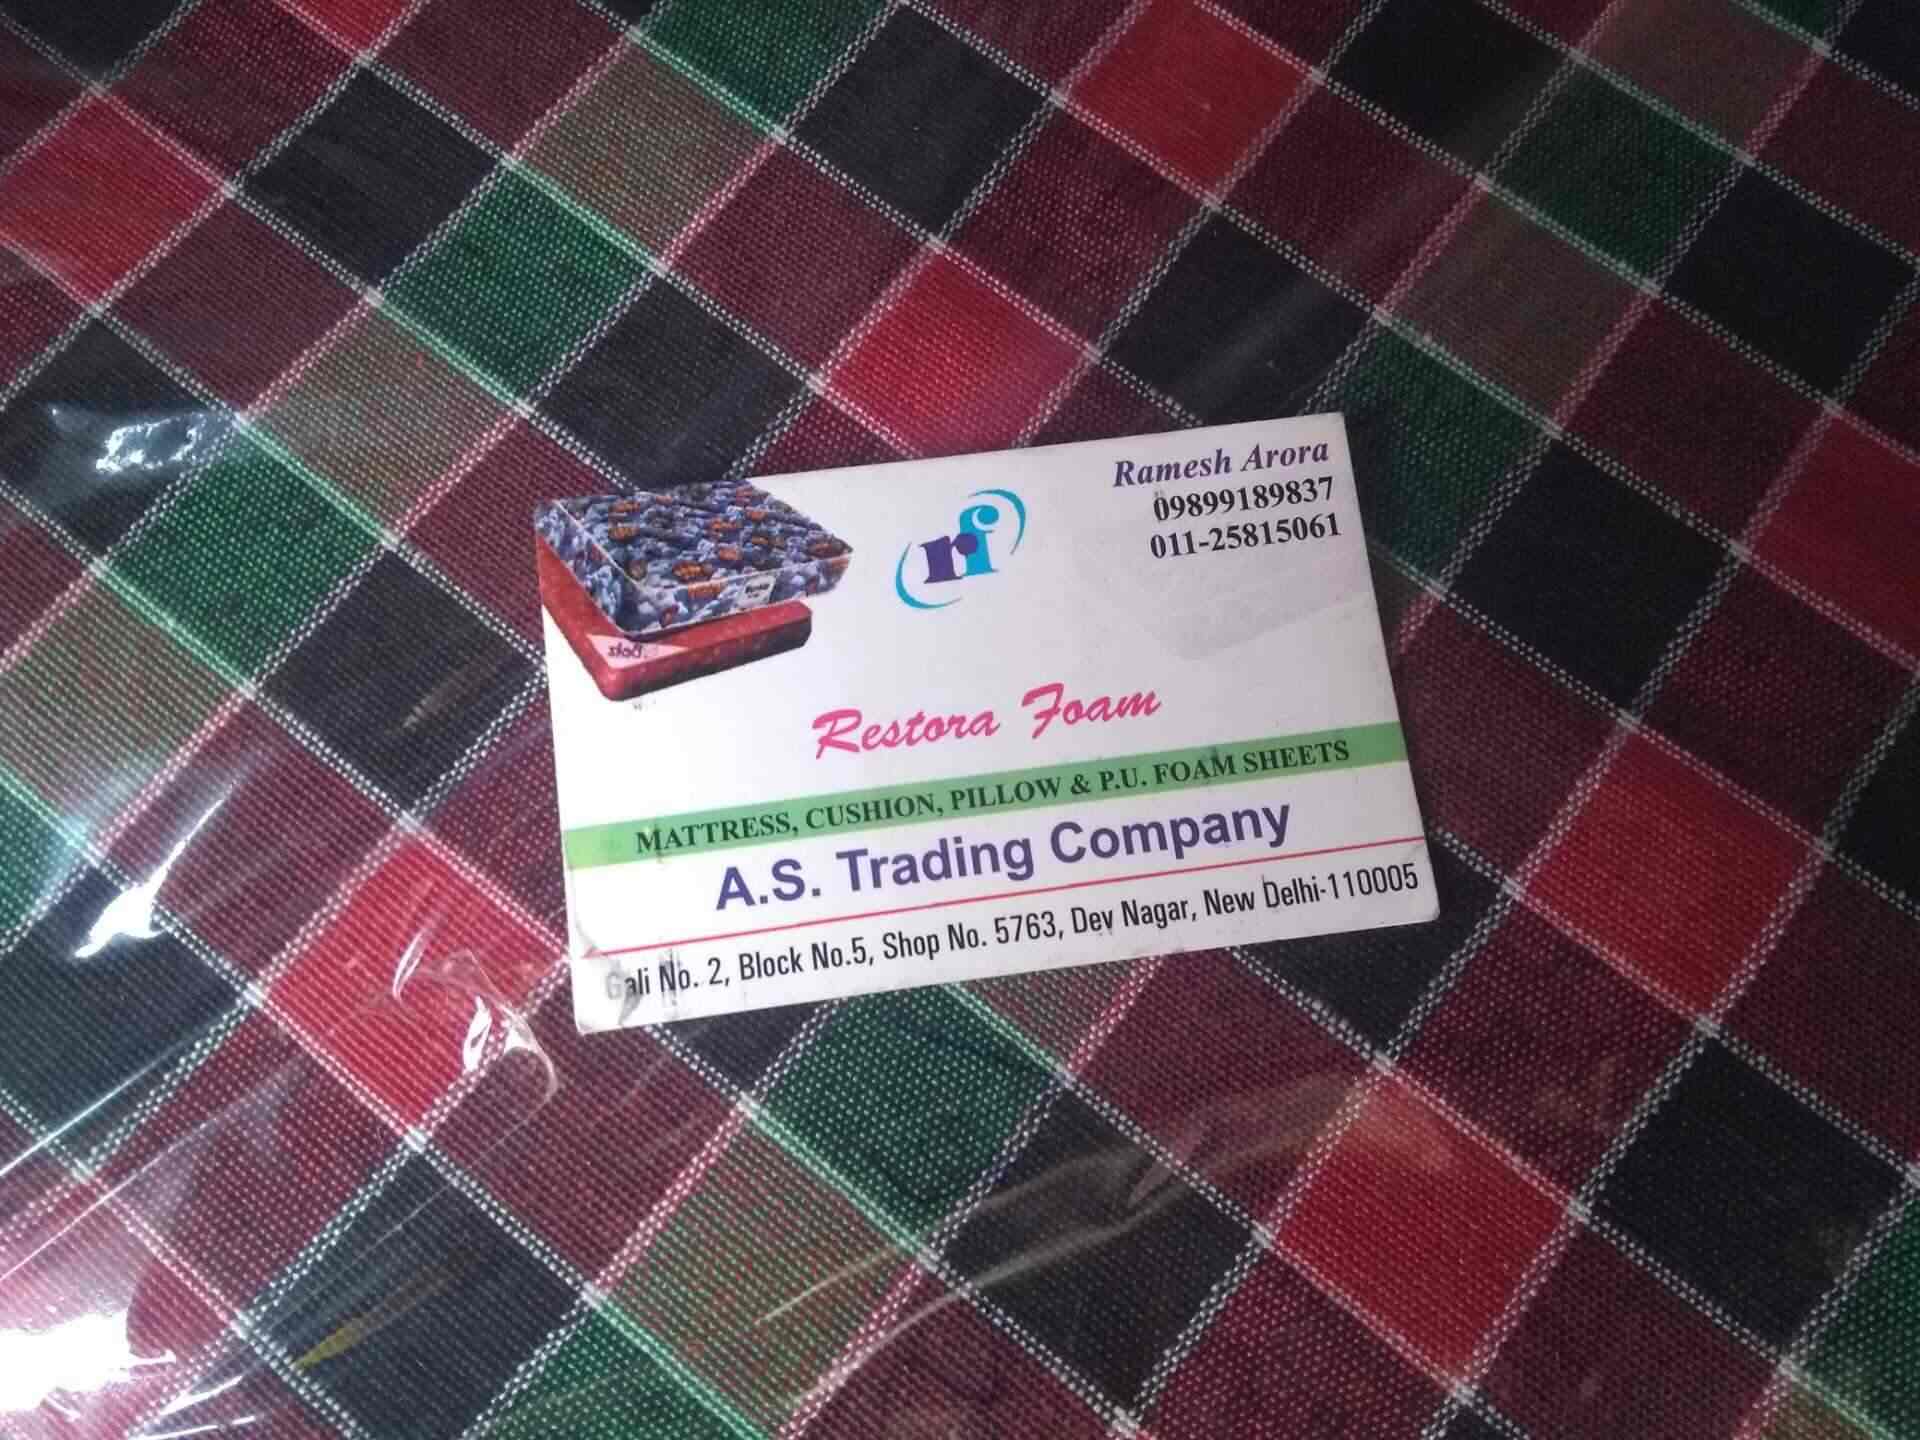 rf
Ramesh Arora
09899189837
011-25815061
Restora Foam
MATTRESS, CUSHION, PILLOW & P.U. FOAM SHEETS
A.S. Trading Company
Gali No. 2, Block No.5, Shop No. 5763, Dev Nagar, New Delhi-110005